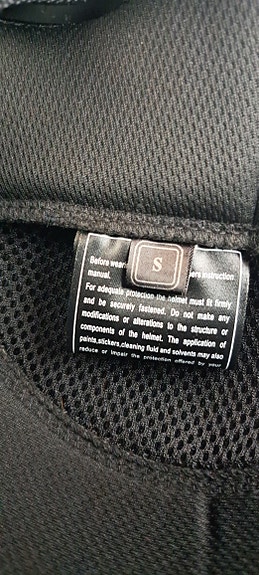 S
Before wear
ers instruction
manual.
For adequate protection the helmet must fit firmly
and be securely fastened. Do not make any
modifications or alterations to the structure or
components of the helmet. The application of
paints,stickers,cleaning fluid and solvents may also
reduce or impair the protection offered by your